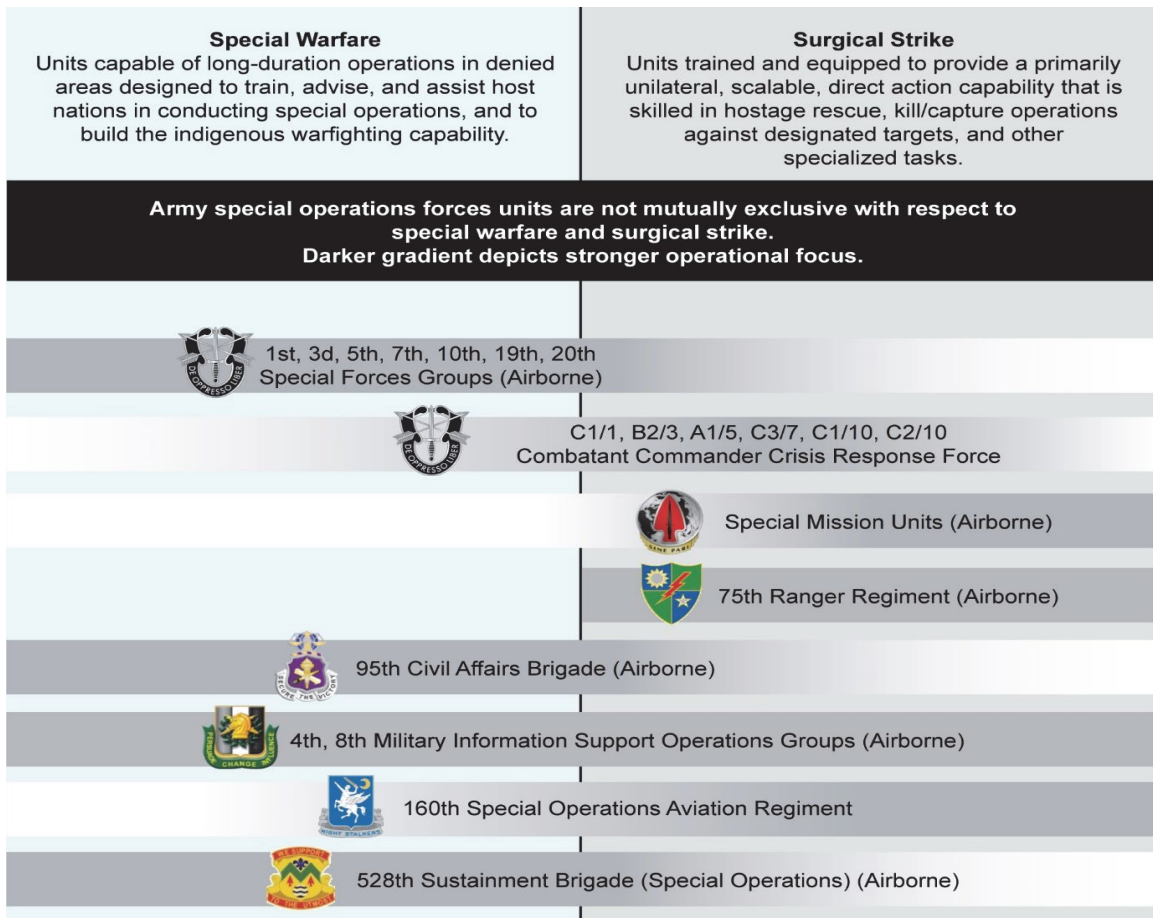 Special Warfare
Units capable of long-duration operations in denied
areas designed to train, advise, and assist host
nations in conducting special operations, and to
build the indigenous warfighting capability.
Surgical Strike
Units trained and equipped to provide a primarily
unilateral, scalable, direct action capability that is
skilled in hostage rescue, kill/capture operations
against designated targets, and other
specialized tasks.
Army special operations forces units are not mutually exclusive with respect to
special warfare and surgical strike.
Darker gradient depicts stronger operational focus.
DE OPPRESSO LIBER
1st, 3d, 5th, 7th, 10th, 19th, 20th
Special Forces Groups (Airborne)
DE OPPRESSO LIBER
C1/1, B2/3, A1/5, C3/7, C1/10, C2/10
Combatant Commander Crisis Response Force
SINE PARI
Special Mission Units (Airborne)
75th Ranger Regiment (Airborne)
SECURE THE VICTORY
95th Civil Affairs Brigade (Airborne)
PERSUADE CHANGE INFLUENCE
4th, 8th Military Information Support Operations Groups (Airborne)
NIGHT STALKERS
160th Special Operations Aviation Regiment
WE SUPPORT
TO THE UTMOST
528th Sustainment Brigade (Special Operations) (Airborne)